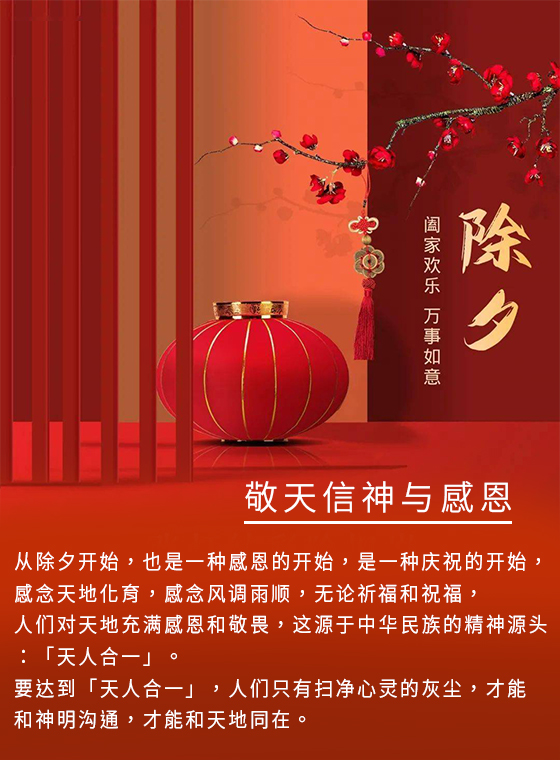 除夕
阖家欢乐 万事如意
敬天信神与感恩
从除夕开始，也是一种感恩的开始，是一种庆祝的开始，
感念天地化育，感念风调雨顺，无论祈福和祝福，
人们对天地充满感恩和敬畏，这源于中华民族的精神源头
：「天人合一」。
要达到「天人合一」，人们只有扫净心灵的灰尘，才能
和神明沟通，才能和天地同在。